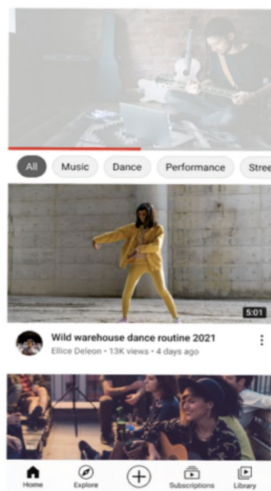 All Music Dance Performance Stree
5:01
Wild warehouse dance routine 2021
Ellice Deleon • 13K views • 4 days ago
Home Explore Subscriptions Library